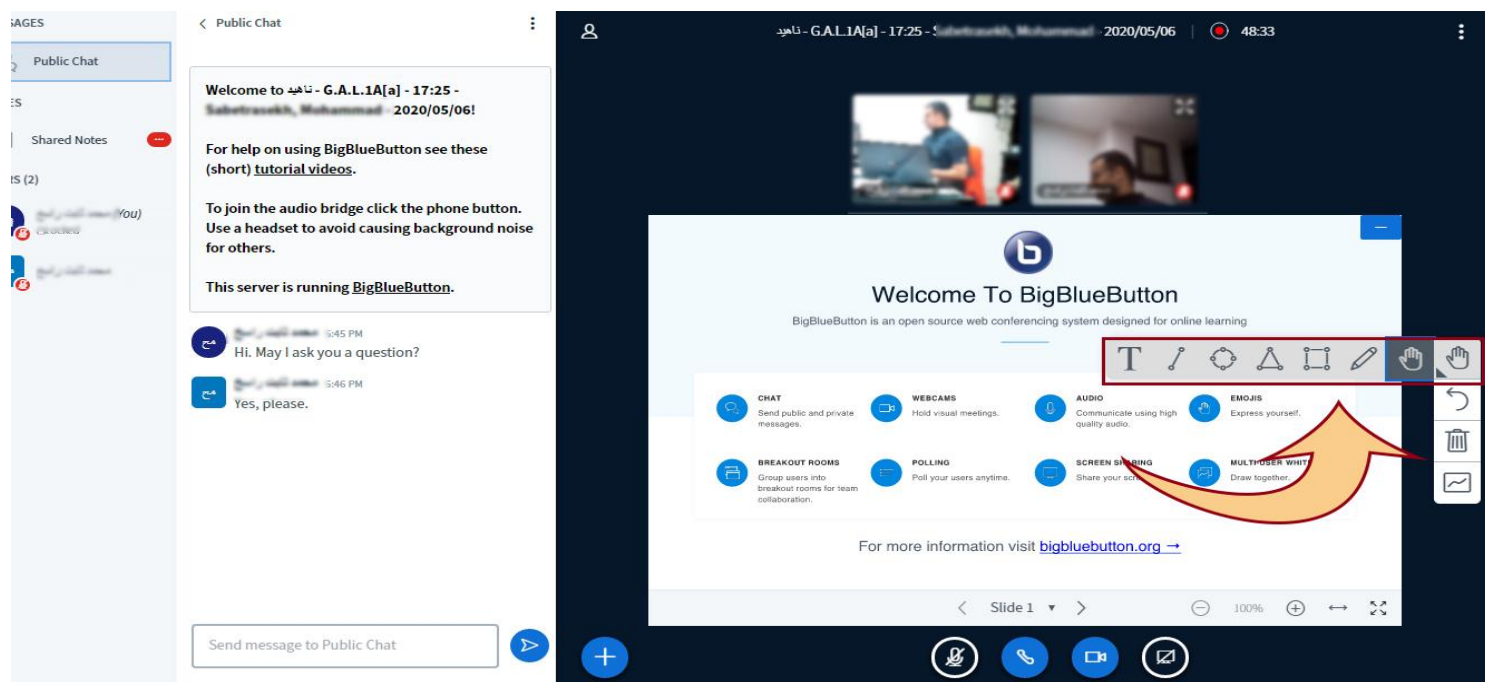 SAGES
Public Chat
ES
Shared Notes
RS (2)
(You)
Public Chat
Welcome to ناهید - G.A.L.1A[a] - 17:25 -
2020/05/06!
For help on using BigBlueButton see these
(short) tutorial videos.
To join the audio bridge click the phone button.
Use a headset to avoid causing background noise
for others.
This server is running BigBlueButton.
مح 5:45 PM
Hi. May I ask you a question?
مح 5:46 PM
Yes, please.
Send message to Public Chat
ناهید - G.A.L.1A[a] - 17:25 - 2020/05/06
48:33
Welcome To BigBlueButton
BigBlueButton is an open source web conferencing system designed for online learning
T
CHAT
Send public and private
messages.
WEBCAMS
Hold visual meetings.
AUDIO
Communicate using high
quality audio.
EMOJIS
Express yourself.
BREAKOUT ROOMS
Group users into
breakout rooms for team
collaboration.
POLLING
Poll your users anytime.
SCREEN SHARING
Share your
MULTI-USER WHIT
Draw together.
For more information visit bigbluebutton.org →
Slide 1
100%